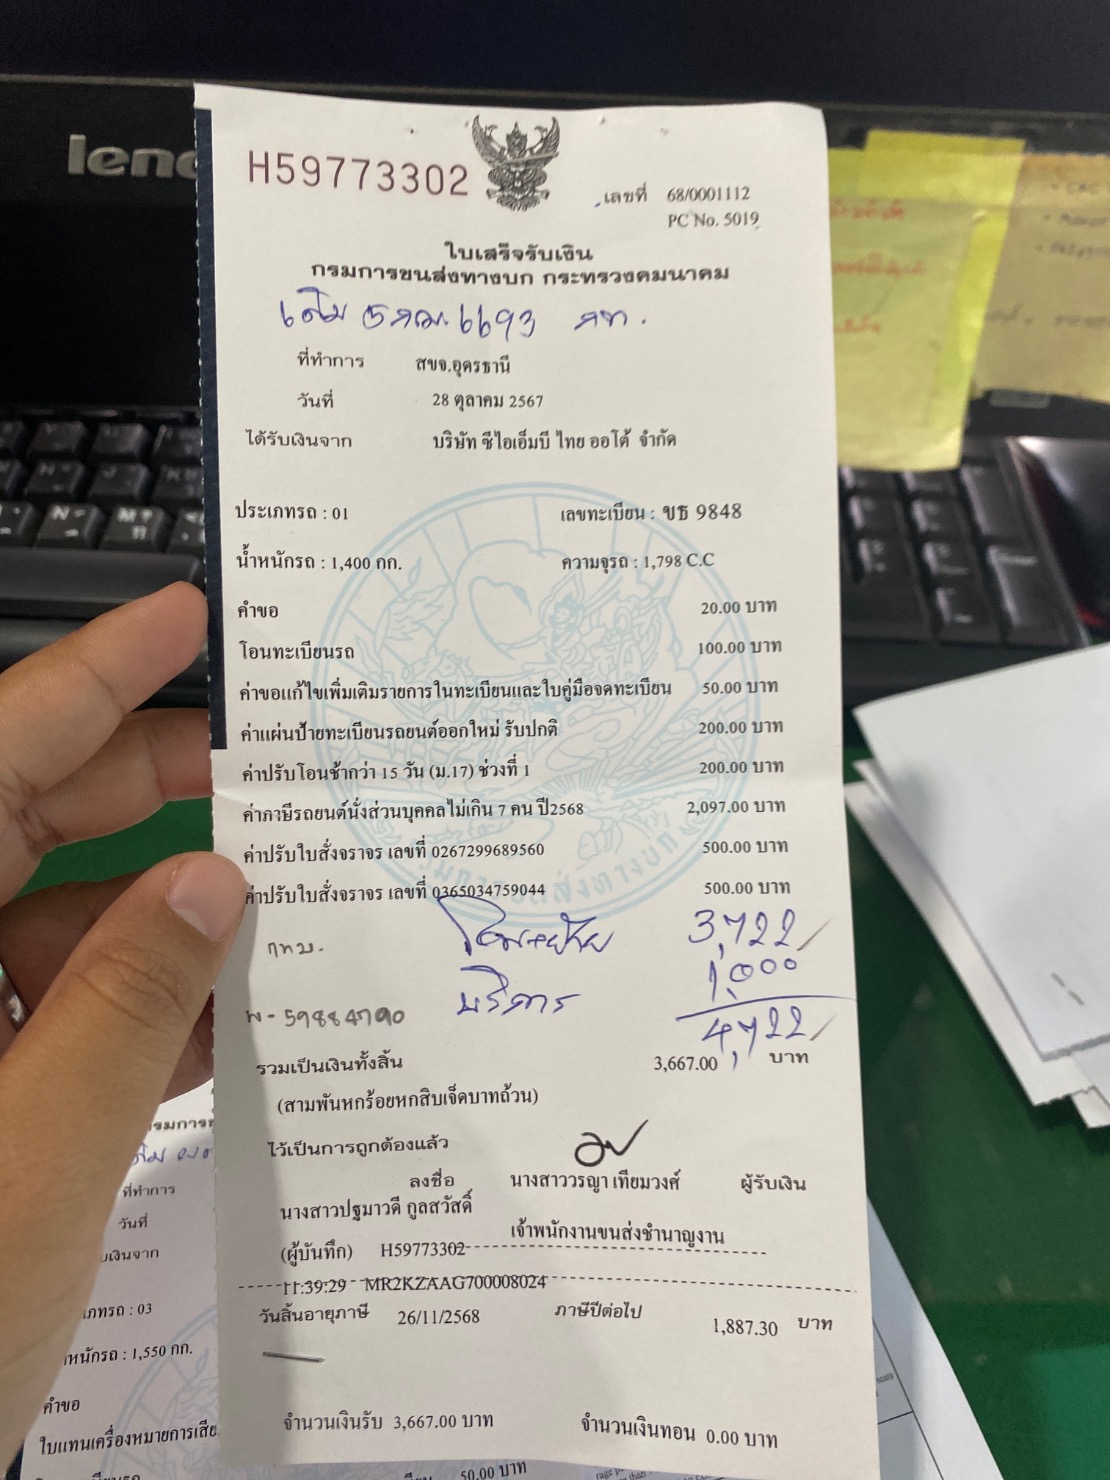 H59773302
เลขที่ 68/0001112
PC No. 5019
ใบเสร็จรับเงิน
กรมการขนส่งทางบก กระทรวงคมนาคม
เดิม 5 6693
ที่ทำการ สขจ.อุดรธานี
วันที่ 28 ตุลาคม 2567
ได้รับเงินจาก บริษัท ซีไอเอ็มบี ไทย ออโต้ จำกัด
ประเภทรถ : 01 เลขทะเบียน : ขธ 9848
น้ำหนักรถ : 1,400 กก. ความจุรถ : 1,798 C.C
คำขอ 20.00 บาท
โอนทะเบียนรถ 100.00 บาท
ค่าขอแก้ไขเพิ่มเติมรายการในทะเบียนและใบคู่มือจดทะเบียน 50.00 บาท
ค่าแผ่นป้ายทะเบียนรถยนต์ออกใหม่ รับปกติ 200.00 บาท
ค่าปรับโอนช้ากว่า 15 วัน (ม.17) ช่วงที่ 1 200.00 บาท
ค่าภาษีรถยนต์นั่งส่วนบุคคลไม่เกิน 7 คน ปี2568 2,097.00 บาท
ค่าปรับใบสั่งจราจร เลขที่ 0267299689560 500.00 บาท
ค่าปรับใบสั่งจราจร เลขที่ 0365034759044 500.00 บาท
กรมการขนส่งทางบก
กทม. 3,722
บริการ 1,000
59884790 4,722
รวมเป็นเงินทั้งสิ้น 3,667.00 บาท
(สามพันหกร้อยหกสิบเจ็ดบาทถ้วน)
ไว้เป็นการถูกต้องแล้ว
ลงชื่อ นางสาววรญา เทียมวงศ์ ผู้รับเงิน
นางสาวปฐมาวดี กูลสวัสดิ์ เจ้าพนักงานขนส่งชำนาญงาน
(ผู้บันทึก) H59773302
11:39:29 MR2KZAAG700008024
วันสิ้นอายุภาษี 26/11/2568 ภาษีปีต่อไป 1,887.30 บาท
จำนวนเงินรับ 3,667.00 บาท จำนวนเงินทอน 0.00 บาท
ที่ทำการ
วันที่
เงินจาก
: 03
: 1,550 กก.
คำขอ
50.00 บาท